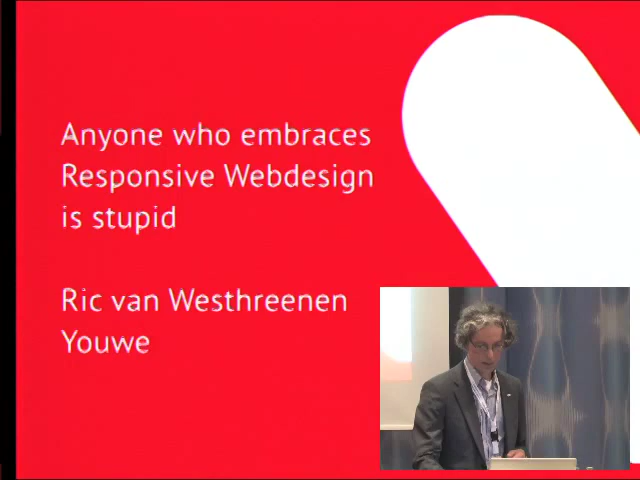 Anyone who embraces
Responsive Webdesign
is stupid
Ric van Westhreenen
Youwe